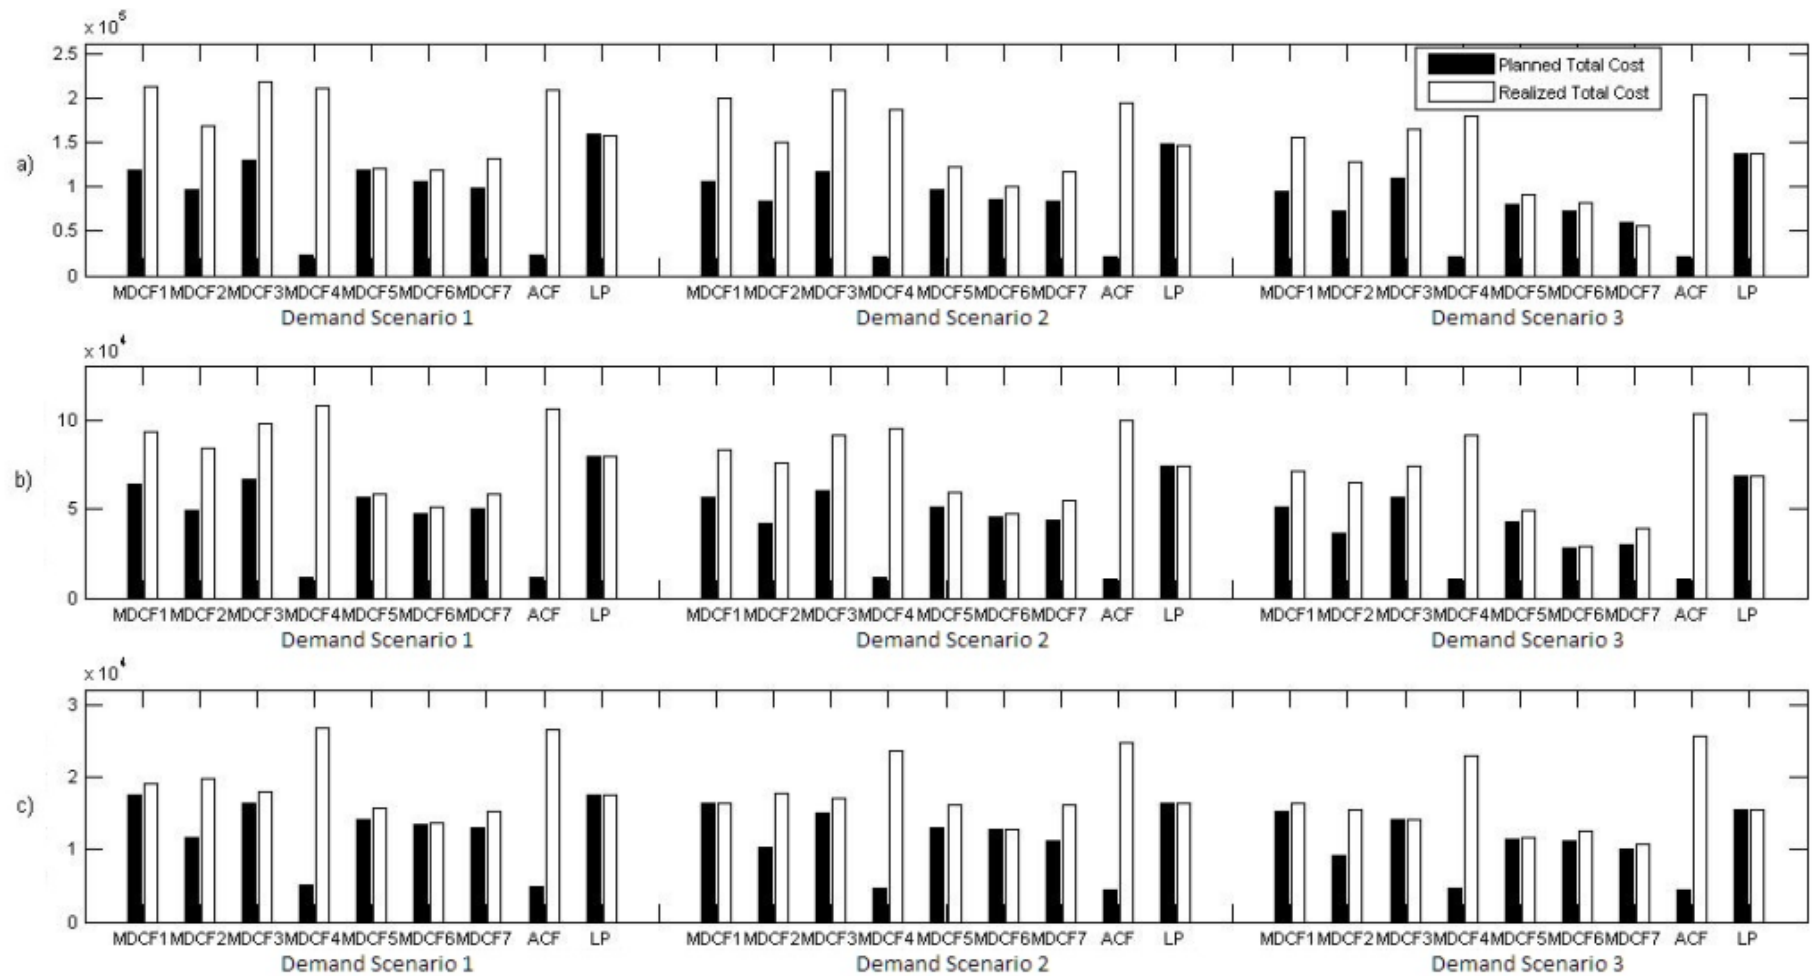 x 10^5
2.5
Planned Total Cost
2
Realized Total Cost
1.5
a)
1
0.5
0
MDCF1 MDCF2 MDCF3 MDCF4 MDCF5 MDCF6 MDCF7 ACF LP MDCF1 MDCF2 MDCF3 MDCF4 MDCF5 MDCF6 MDCF7 ACF LP MDCF1 MDCF2 MDCF3 MDCF4 MDCF5 MDCF6 MDCF7 ACF LP
Demand Scenario 1 Demand Scenario 2 Demand Scenario 3
x 10^4
10
b)
5
0
MDCF1 MDCF2 MDCF3 MDCF4 MDCF5 MDCF6 MDCF7 ACF LP MDCF1 MDCF2 MDCF3 MDCF4 MDCF5 MDCF6 MDCF7 ACF LP MDCF1 MDCF2 MDCF3 MDCF4 MDCF5 MDCF6 MDCF7 ACF LP
Demand Scenario 1 Demand Scenario 2 Demand Scenario 3
x 10^4
3
2
c)
1
0
MDCF1 MDCF2 MDCF3 MDCF4 MDCF5 MDCF6 MDCF7 ACF LP MDCF1 MDCF2 MDCF3 MDCF4 MDCF5 MDCF6 MDCF7 ACF LP MDCF1 MDCF2 MDCF3 MDCF4 MDCF5 MDCF6 MDCF7 ACF LP
Demand Scenario 1 Demand Scenario 2 Demand Scenario 3